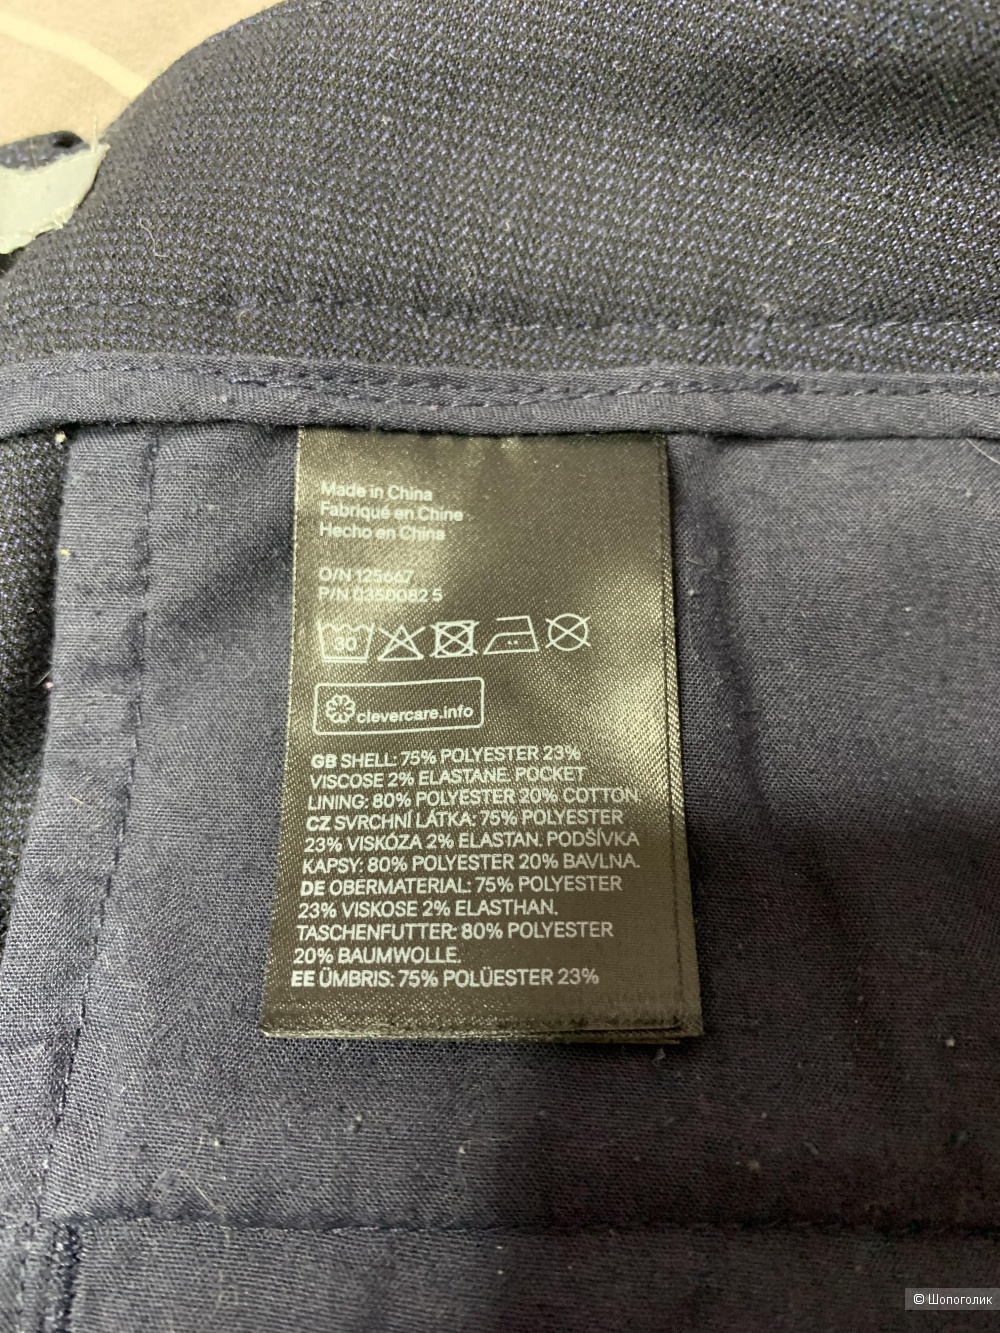 Made in China
Fabriqué en Chine
Hecho en China
O/N 125667
P/N 0350082 5
30
clevercare.info
GB SHELL: 75% POLYESTER 23%
VISCOSE 2% ELASTANE. POCKET
LINING: 80% POLYESTER 20% COTTON
CZ SVRCHNÍ LÁTKA: 75% POLYESTER
23% VISKÓZA 2% ELASTAN. PODŠÍVKA
KAPSY: 80% POLYESTER 20% BAVLNA.
DE OBERMATERIAL: 75% POLYESTER
23% VISKOSE 2% ELASTHAN.
TASCHENFUTTER: 80% POLYESTER
20% BAUMWOLLE.
EE ÜMBRIS: 75% POLÜESTER 23%
© Шопоголик